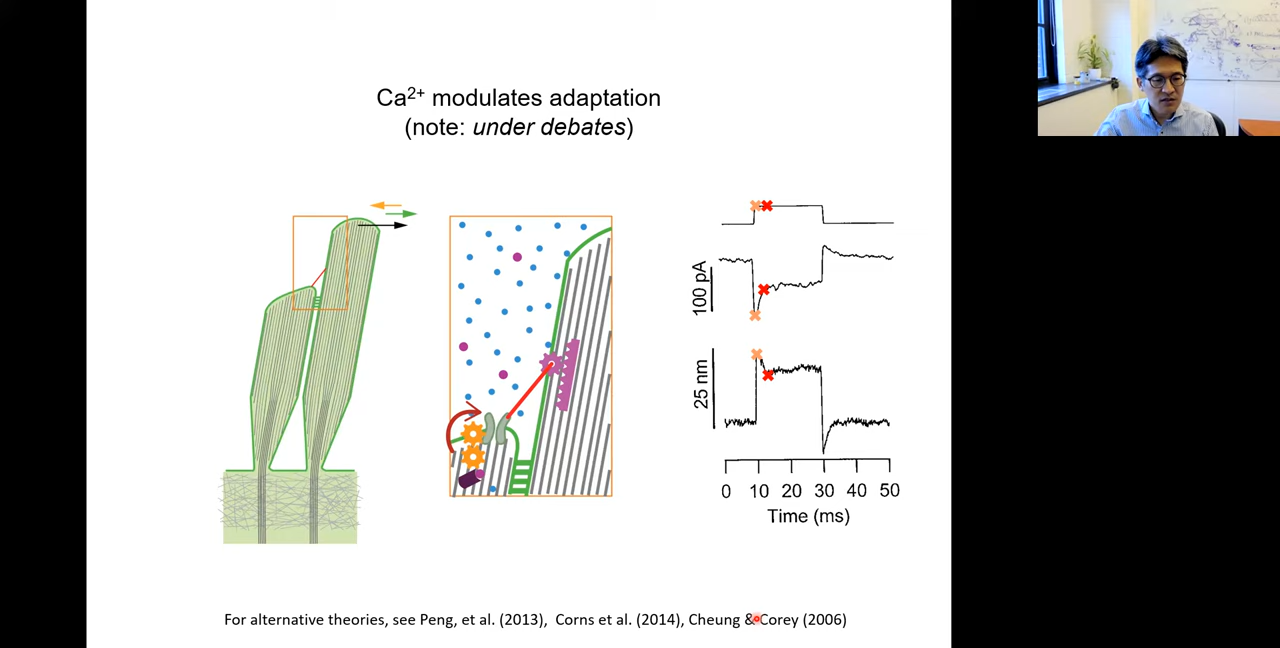 Ca²⁺ modulates adaptation
(note: under debates)
100 pA
25 nm
0 10 20 30 40 50
Time (ms)
For alternative theories, see Peng, et al. (2013), Corns et al. (2014), Cheung & Corey (2006)